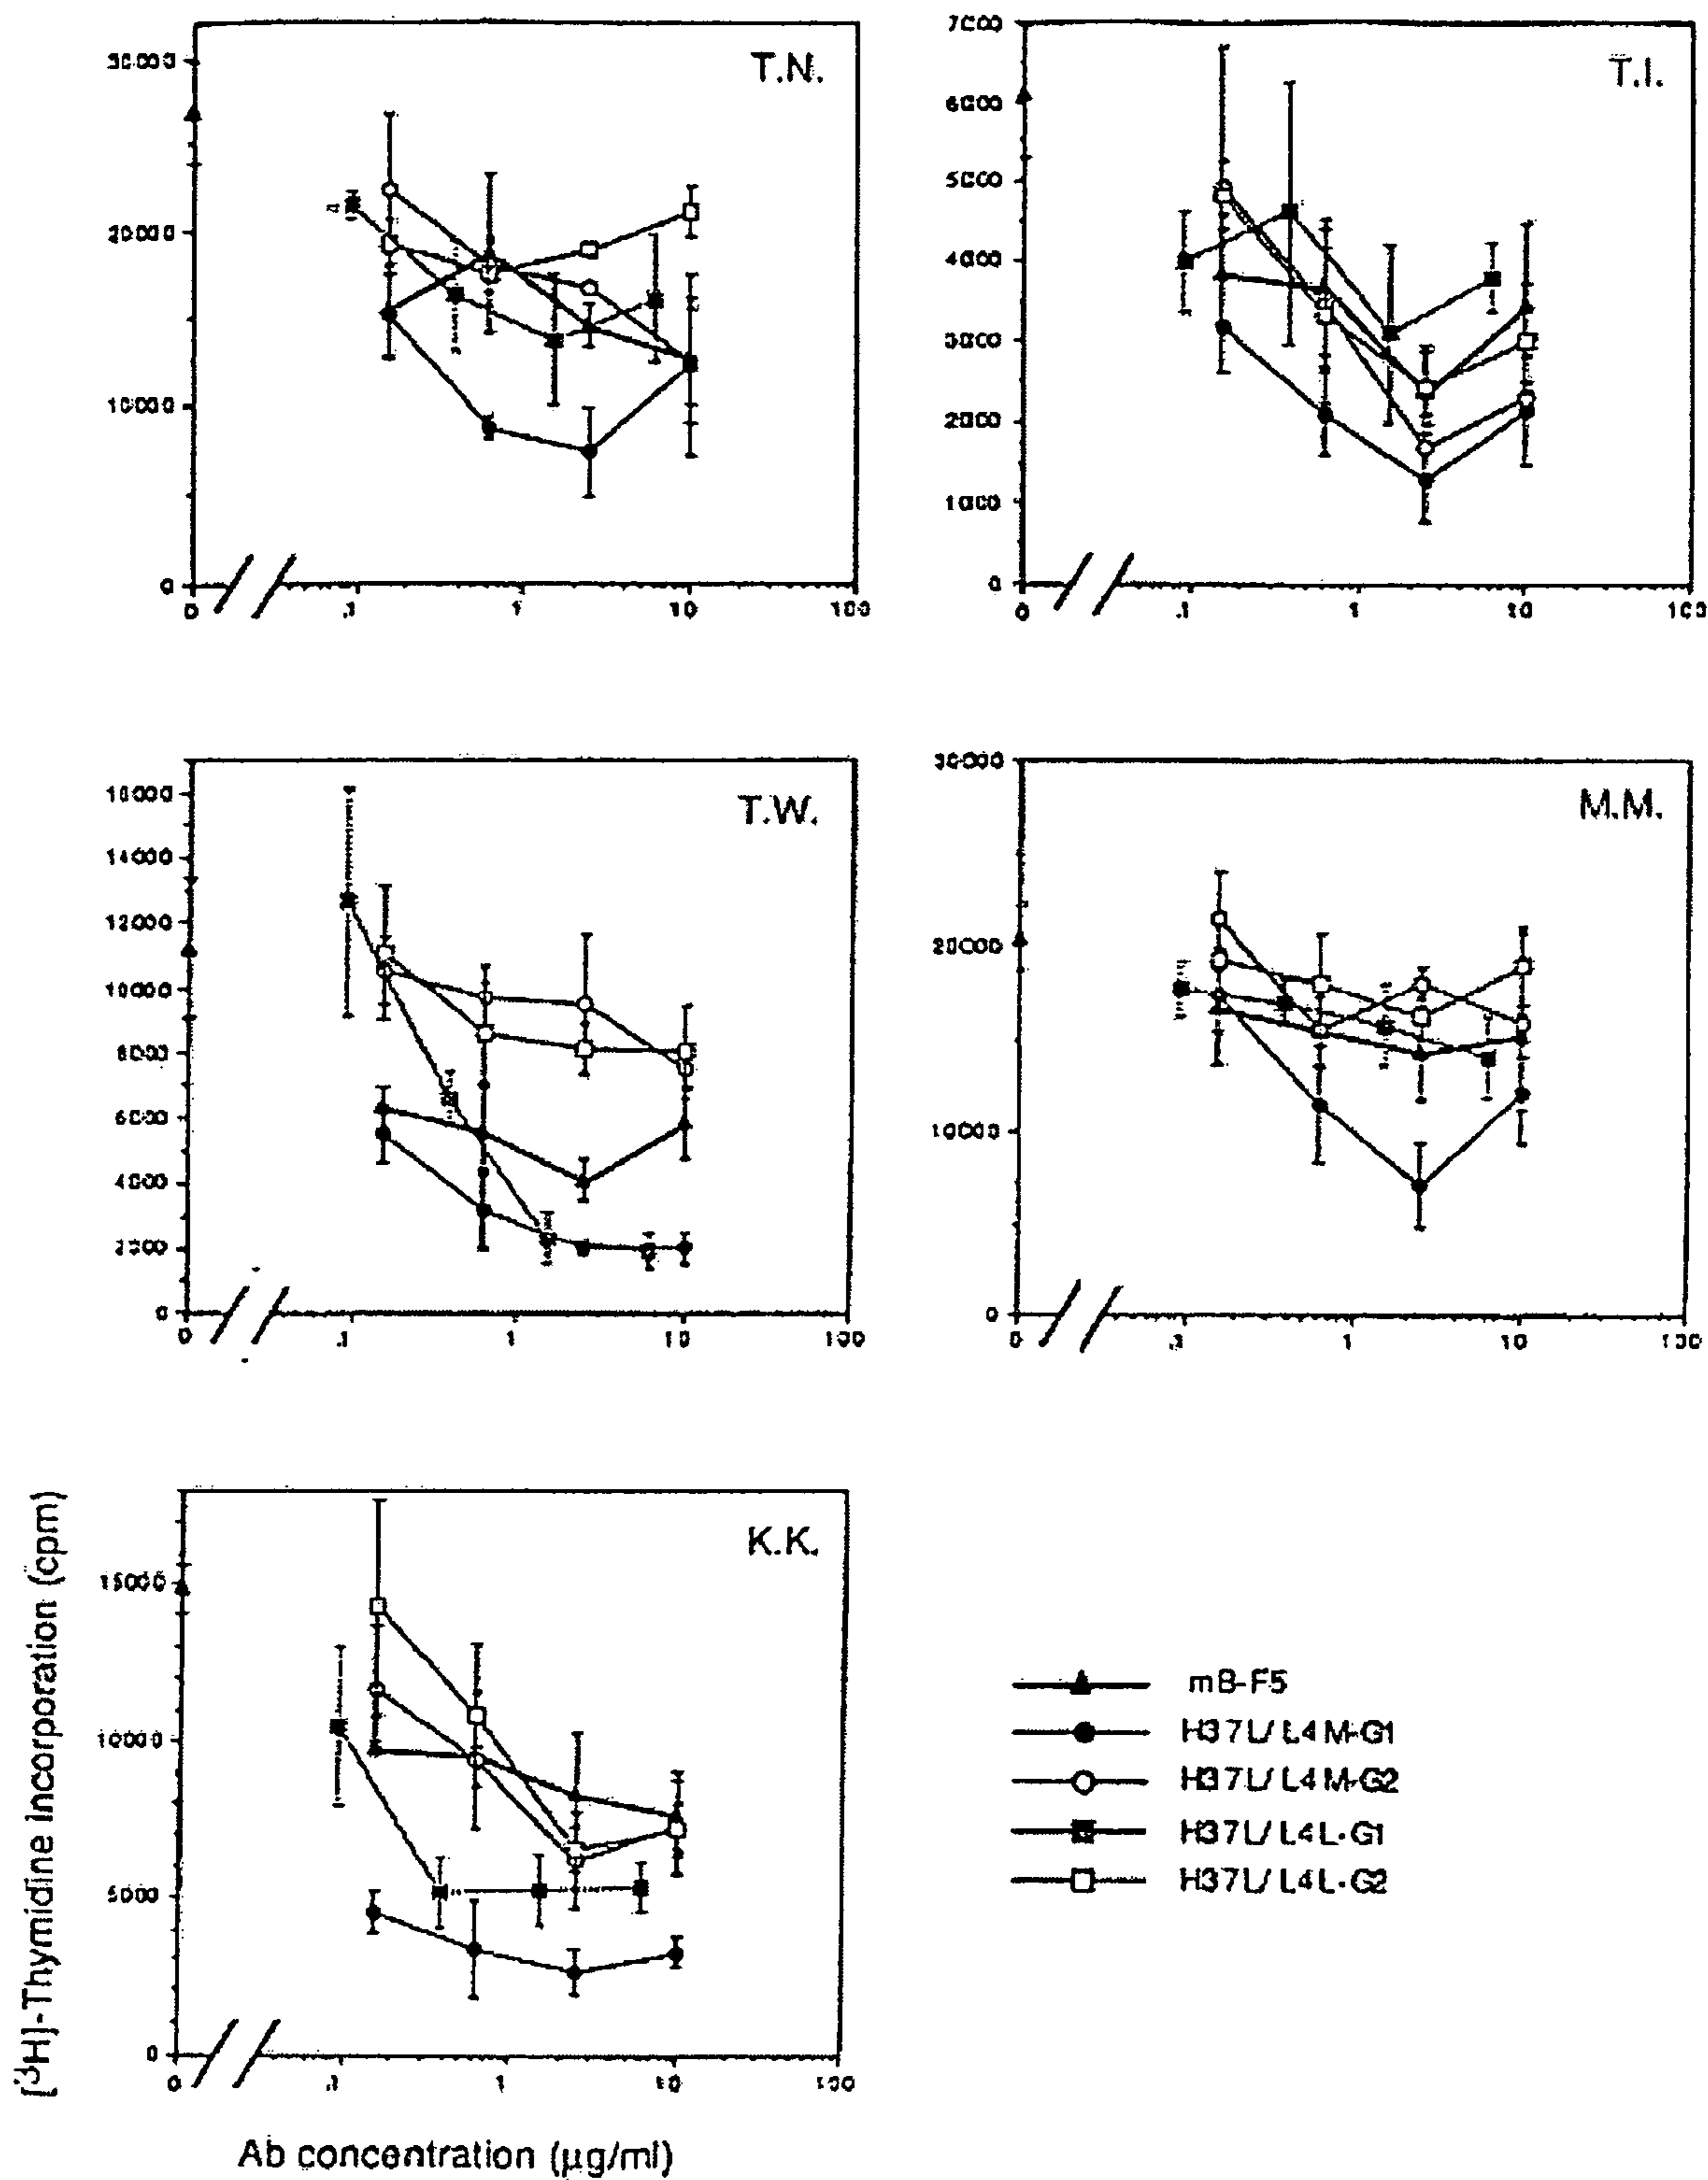 T.N.
30000
20000
10000
0
0 .1 1 10 100
T.I.
7000
6000
5000
4000
3000
2000
1000
0
0 .1 1 10 100
T.W.
16000
14000
12000
10000
8000
6000
4000
2000
0
0 .1 1 10 100
M.M.
30000
20000
10000
0
0 .1 1 10 100
K.K.
15000
10000
5000
0
0 .1 1 10 100
[³H]-Thymidine Incorporation (cpm)
Ab concentration (µg/ml)
mB-F5
H37L/L4M-G1
H37L/L4M-G2
H37L/L4L-G1
H37L/L4L-G2